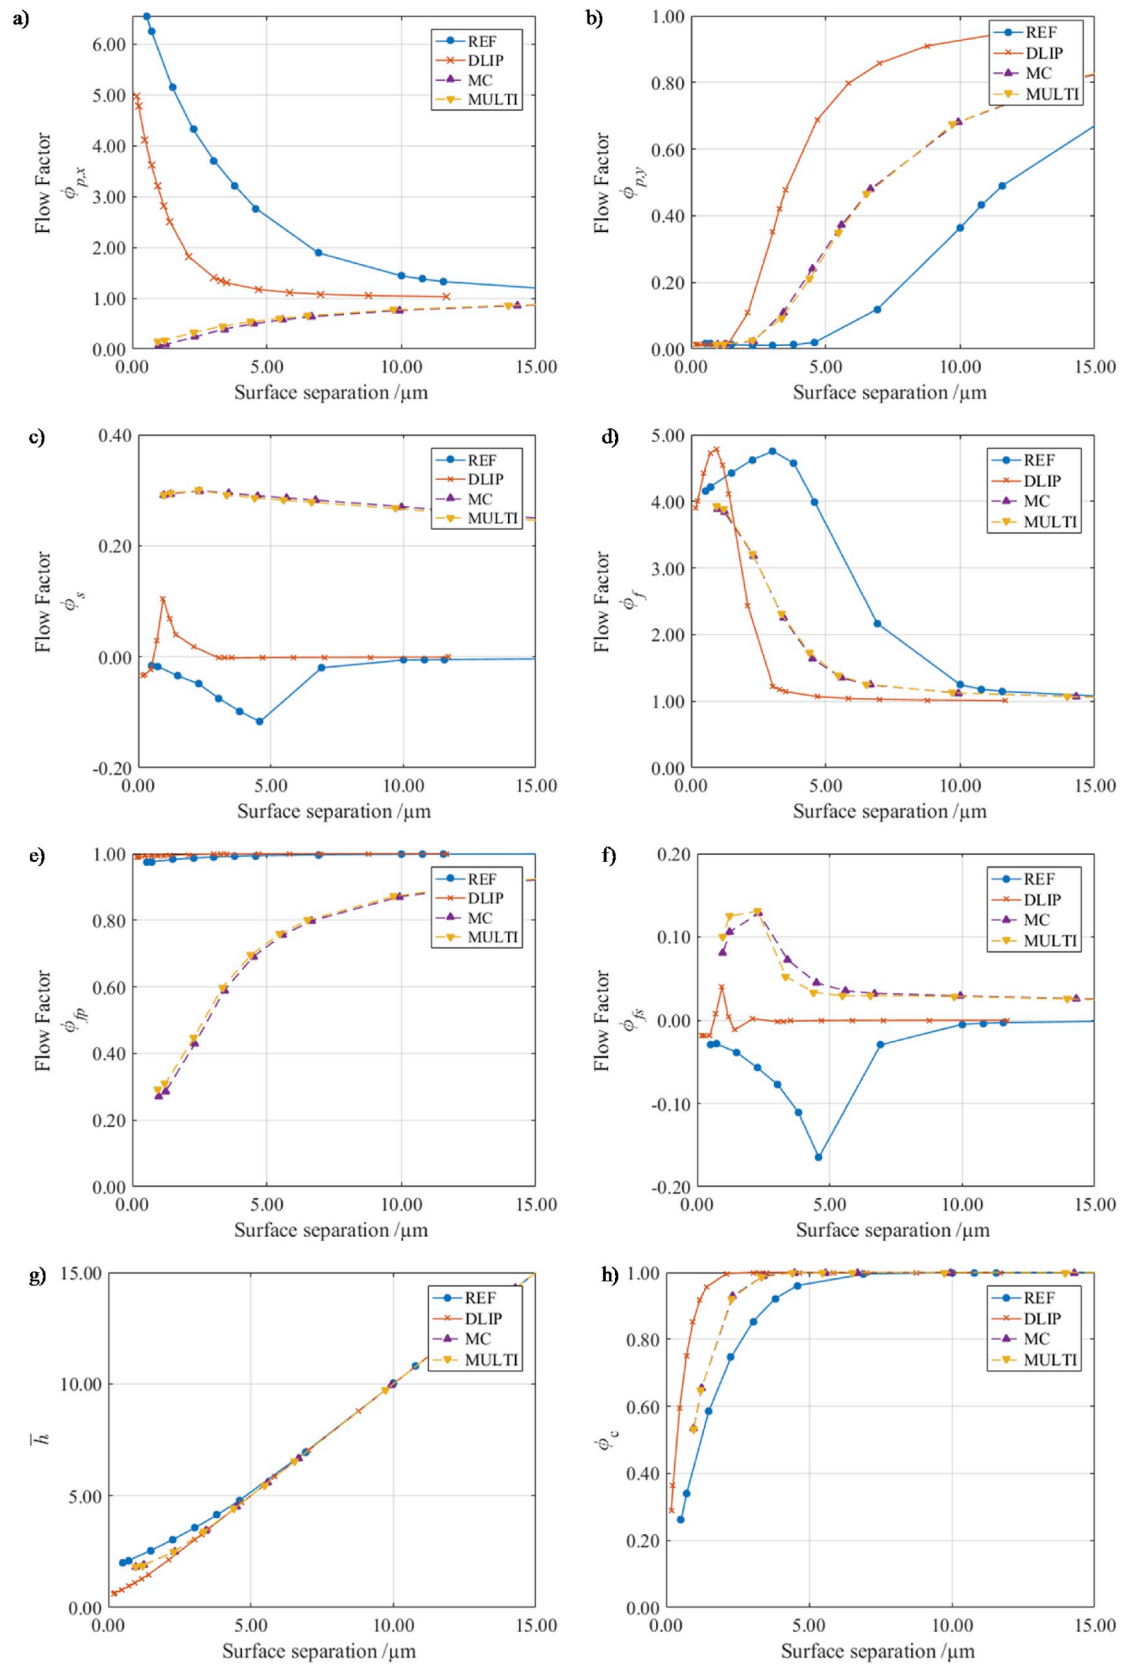 a)
6.00
5.00
4.00
3.00
2.00
1.00
0.00
Flow Factor
ϕp,x
REF
DLIP
MC
MULTI
0.00 5.00 10.00 15.00
Surface separation /µm
b)
1.00
0.80
0.60
0.40
0.20
0.00
Flow Factor
ϕp,y
REF
DLIP
MC
MULTI
0.00 5.00 10.00 15.00
Surface separation /µm
c)
0.40
0.20
0.00
-0.20
Flow Factor
ϕs
REF
DLIP
MC
MULTI
0.00 5.00 10.00 15.00
Surface separation /µm
d)
5.00
4.00
3.00
2.00
1.00
0.00
Flow Factor
ϕf
REF
DLIP
MC
MULTI
0.00 5.00 10.00 15.00
Surface separation /µm
e)
1.00
0.80
0.60
0.40
0.20
0.00
Flow Factor
ϕfp
REF
DLIP
MC
MULTI
0.00 5.00 10.00 15.00
Surface separation /µm
f)
0.20
0.10
0.00
-0.10
-0.20
Flow Factor
ϕfs
REF
DLIP
MC
MULTI
0.00 5.00 10.00 15.00
Surface separation /µm
g)
15.00
10.00
5.00
0.00
h̅
REF
DLIP
MC
MULTI
0.00 5.00 10.00 15.00
Surface separation /µm
h)
1.00
0.80
0.60
0.40
0.20
0.00
ϕc
REF
DLIP
MC
MULTI
0.00 5.00 10.00 15.00
Surface separation /µm